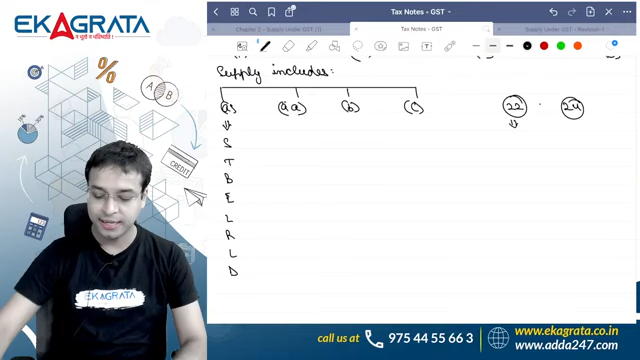 EKAGRATA
Tax Notes - GST
Chapter 2 – Supply Under GST (1)
Tax Notes - GST
Supply Under GST - Revision-1
Supply includes:
(a) (aa) (b) (c)
22 24
S
T
B
E
L
R
L
D
A
B
%
CREDIT CARD
EKAGRATA
call us at 975 44 55 66 3
www.ekagrata.co.in
www.adda247.com